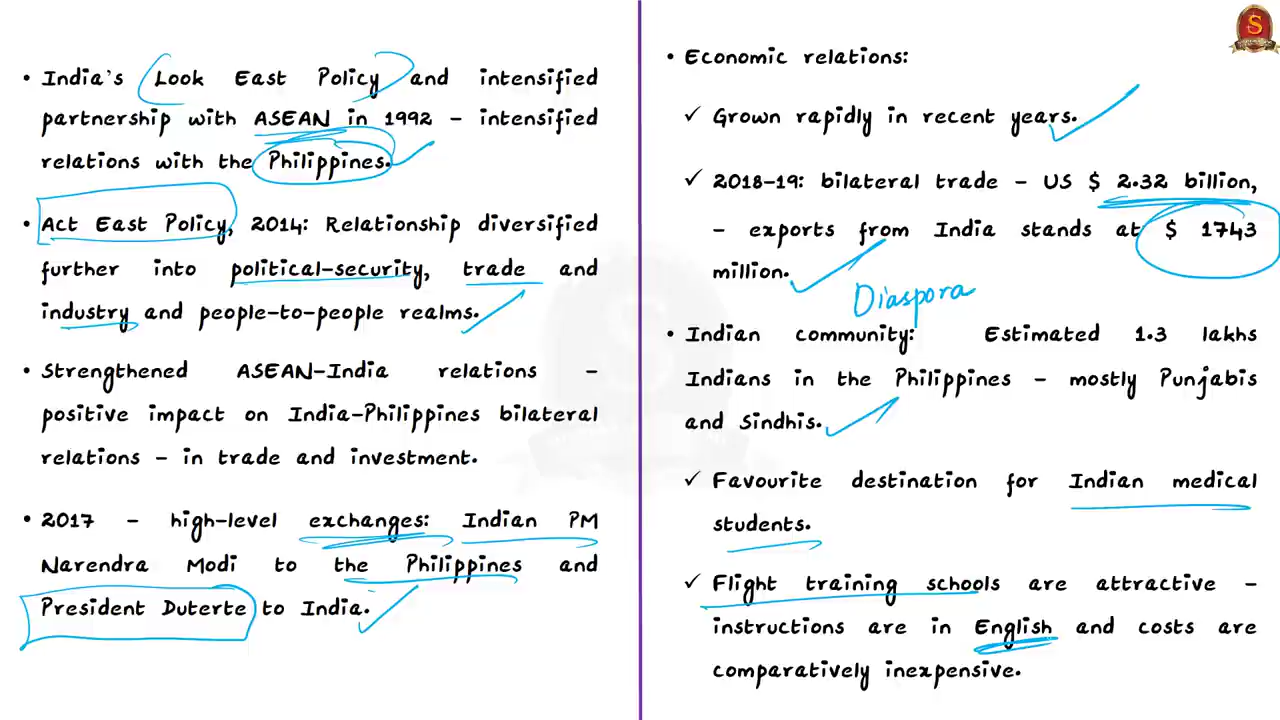 • India's Look East Policy and intensified
partnership with ASEAN in 1992 – intensified
relations with the Philippines.
• Act East Policy, 2014: Relationship diversified
further into political-security, trade and
industry and people-to-people realms.
• Strengthened ASEAN-India relations –
positive impact on India-Philippines bilateral
relations – in trade and investment.
• 2017 – high-level exchanges: Indian PM
Narendra Modi to the Philippines and
President Duterte to India.
• Economic relations:
✓ Grown rapidly in recent years.
✓ 2018-19: bilateral trade – US $ 2.32 billion,
– exports from India stands at $ 1743
million.
Diaspora
• Indian community: Estimated 1.3 lakhs
Indians in the Philippines – mostly Punjabis
and Sindhis.
✓ Favourite destination for Indian medical
students.
✓ Flight training schools are attractive –
instructions are in English and costs are
comparatively inexpensive.